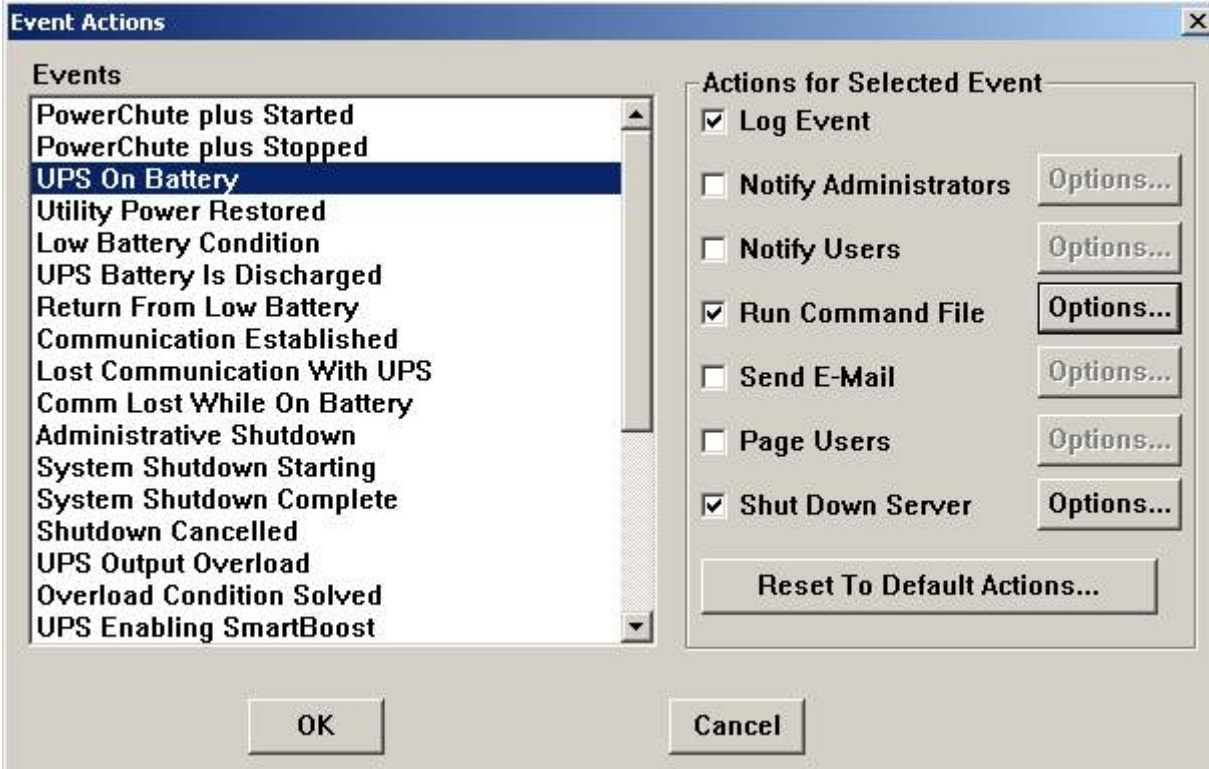 Event Actions
Events
PowerChute plus Started
PowerChute plus Stopped
UPS On Battery
Utility Power Restored
Low Battery Condition
UPS Battery Is Discharged
Return From Low Battery
Communication Established
Lost Communication With UPS
Comm Lost While On Battery
Administrative Shutdown
System Shutdown Starting
System Shutdown Complete
Shutdown Cancelled
UPS Output Overload
Overload Condition Solved
UPS Enabling SmartBoost
Actions for Selected Event
Log Event
Notify Administrators Options...
Notify Users Options...
Run Command File Options...
Send E-Mail Options...
Page Users Options...
Shut Down Server Options...
Reset To Default Actions...
OK Cancel